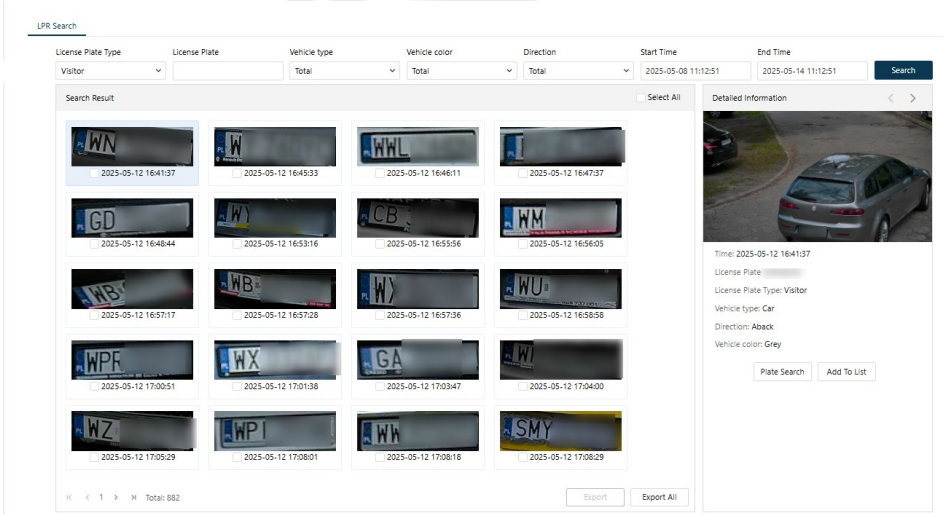 LPR Search
License Plate Type License Plate Vehicle type Vehicle color Direction Start Time End Time
Visitor Total Total Total 2025-05-08 11:12:51 2025-05-14 11:12:51 Search
Search Result Select All Detailed Information
WN W WWL
2025-05-12 16:41:37 2025-05-12 16:45:33 2025-05-12 16:46:11 2025-05-12 16:47:37
GD WY CB WM
2025-05-12 16:48:44 2025-05-12 16:53:16 2025-05-12 16:55:56 2025-05-12 16:56:05
WB WB WX WU
2025-05-12 16:57:17 2025-05-12 16:57:28 2025-05-12 16:57:36 2025-05-12 16:58:58
WPR WX GA W
2025-05-12 17:00:51 2025-05-12 17:01:38 2025-05-12 17:03:47 2025-05-12 17:04:00
WZ WPI WW SMY
2025-05-12 17:05:29 2025-05-12 17:08:01 2025-05-12 17:08:18 2025-05-12 17:08:29
1 Total: 882 Export Export All
Time: 2025-05-12 16:41:37
License Plate
License Plate Type: Visitor
Vehicle type: Car
Direction: Aback
Vehicle color: Grey
Plate Search Add To List